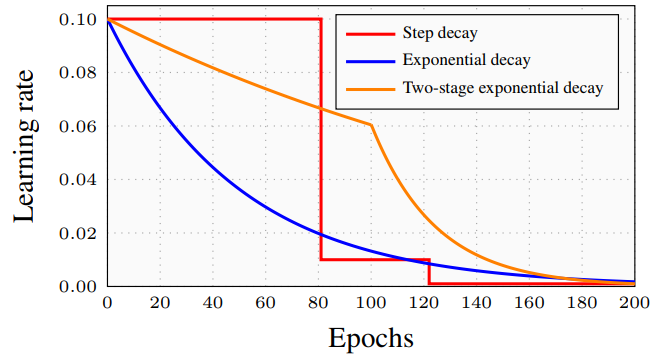 Learning rate
0.10
0.08
0.06
0.04
0.02
0.00
Step decay
Exponential decay
Two-stage exponential decay
0 20 40 60 80 100 120 140 160 180 200
Epochs